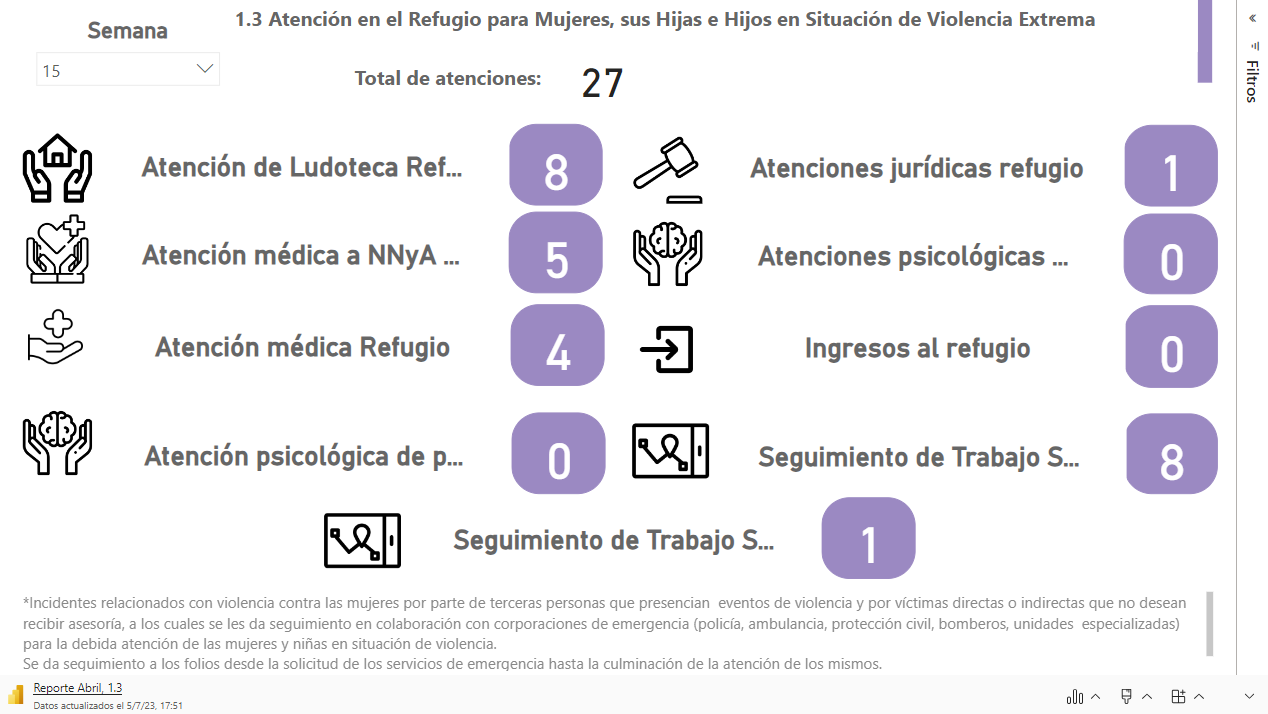 1.3 Atención en el Refugio para Mujeres, sus Hijas e Hijos en Situación de Violencia Extrema
Semana
15
Total de atenciones: 27
Filtros
Atención de Ludoteca Ref... 8
Atenciones jurídicas refugio 1
Atención médica a NNyA ... 5
Atenciones psicológicas ... 0
Atención médica Refugio 4
Ingresos al refugio 0
Atención psicológica de p... 0
Seguimiento de Trabajo S... 8
Seguimiento de Trabajo S... 1
*Incidentes relacionados con violencia contra las mujeres por parte de terceras personas que presencian eventos de violencia y por víctimas directas o indirectas que no desean
recibir asesoría, a los cuales se les da seguimiento en colaboración con corporaciones de emergencia (policía, ambulancia, protección civil, bomberos, unidades especializadas)
para la debida atención de las mujeres y niñas en situación de violencia.
Se da seguimiento a los folios desde la solicitud de los servicios de emergencia hasta la culminación de la atención de los mismos.
Reporte Abril, 1.3
Datos actualizados el 5/7/23, 17:51